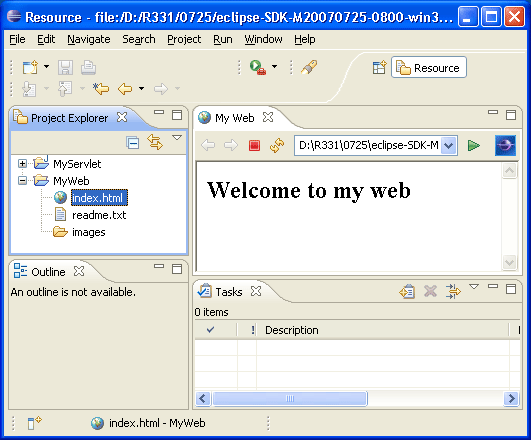 Resource - file:/D:/R331/0725/eclipse-SDK-M20070725-0800-win3...
File Edit Navigate Search Project Run Window Help
Resource
Project Explorer
MyServlet
MyWeb
index.html
readme.txt
images
My Web
D:\R331\0725\eclipse-SDK-M
Welcome to my web
Outline
An outline is not available.
Tasks
0 items
! Description
index.html - MyWeb